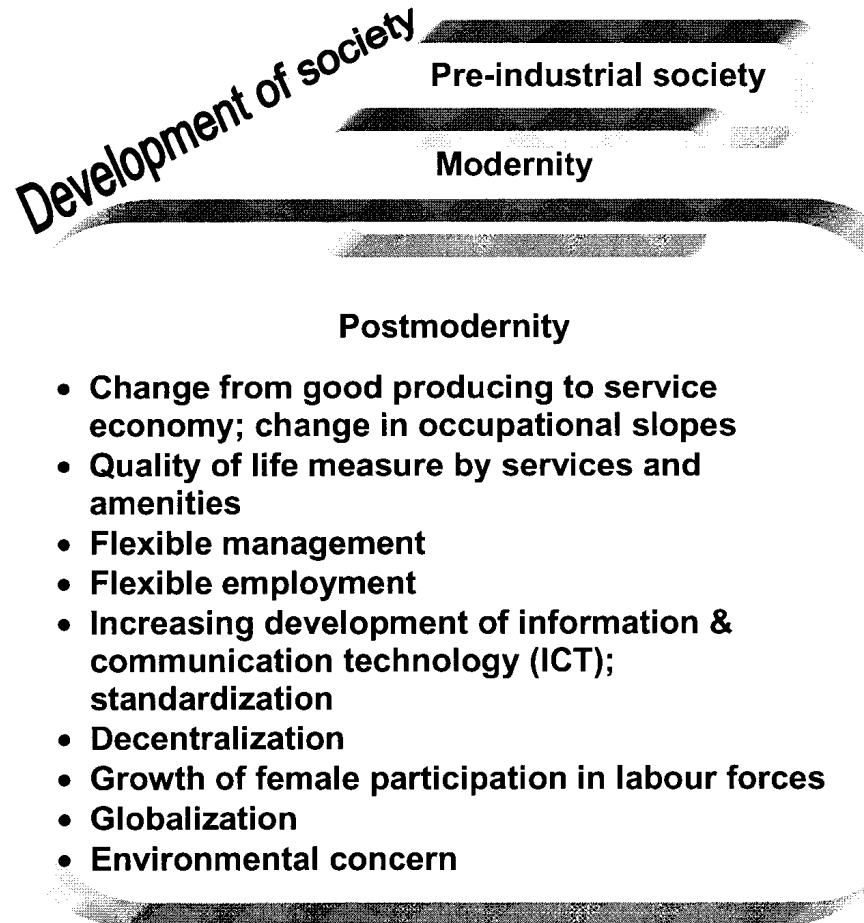 Development of society
Pre-industrial society
Modernity
Postmodernity
• Change from good producing to service
economy; change in occupational slopes
• Quality of life measure by services and
amenities
• Flexible management
• Flexible employment
• Increasing development of information &
communication technology (ICT);
standardization
• Decentralization
• Growth of female participation in labour forces
• Globalization
• Environmental concern